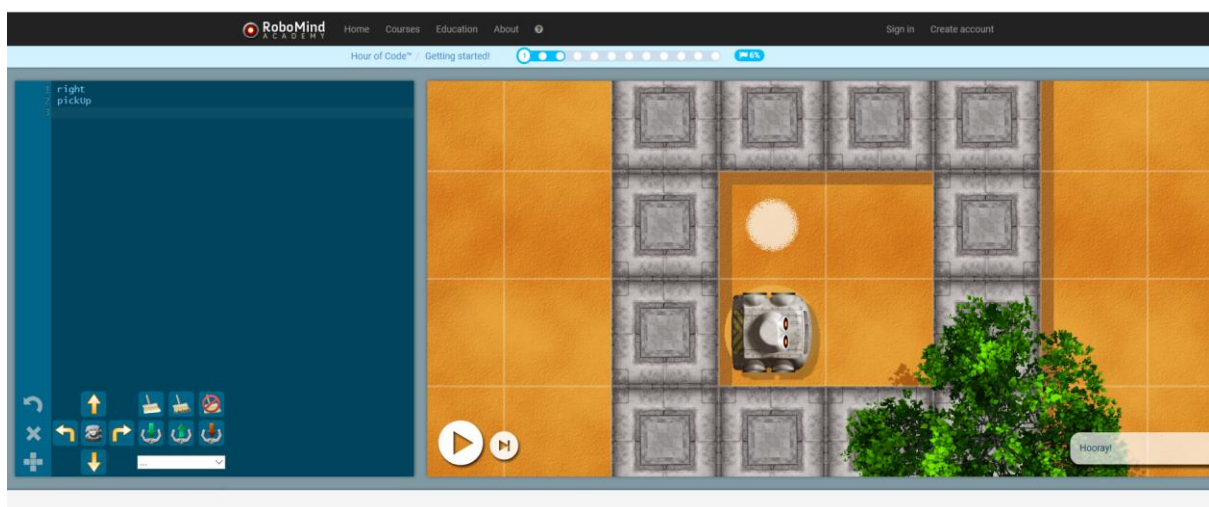 RoboMind Home Courses Education About ? Sign in Create account
ACADEMY
Hour of Code™ / Getting started! 1 6%
1 right
2 pickUp
3
...
Hooray!